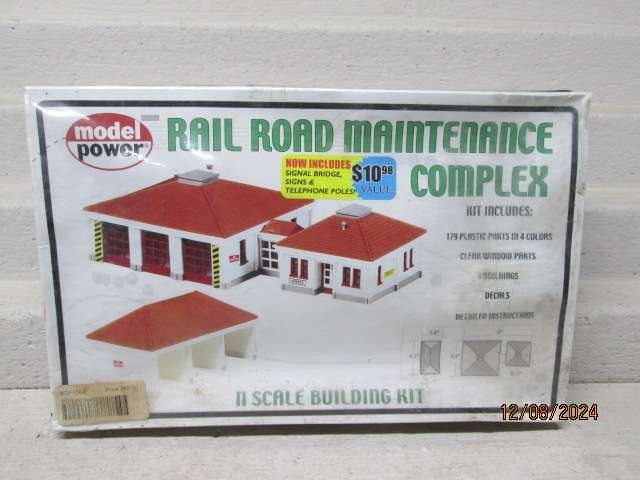 model
power
RAIL ROAD MAINTENANCE
COMPLEX
NOW INCLUDES
SIGNAL BRIDGE,
SIGNS &
TELEPHONE POLES!
$10.98
VALUE
KIT INCLUDES:
179 PLASTIC PARTS IN 4 COLORS
CLEAR WINDOW PARTS
BUILDINGS
DECALS
DETAILED INSTRUCTIONS
N SCALE BUILDING KIT
12/08/2024